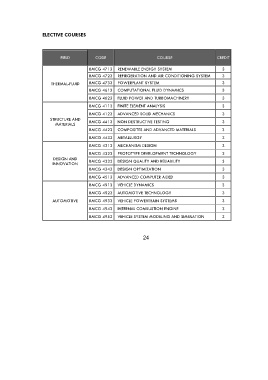 ELECTIVE COURSES
FIELD CODE COURSE CREDIT
THERMAL-FLUID
BMCG 4713 RENEWABLE ENERGY SYSTEM 3
BMCG 4723 REFRIGERATION AND AIR CONDITIONING SYSTEM 3
BMCG 4733 POWERPLANT SYSTEM 3
BMCG 4613 COMPUTATIONAL FLUID DYNAMICS 3
BMCG 4623 FLUID POWER AND TURBOMACHINERY 3
STRUCTURE AND
MATERIALS
BMCG 4113 FINITE ELEMENT ANALYSIS 3
BMCG 4123 ADVANCED SOLID MECHANICS 3
BMCG 4413 NON DESTRUCTIVE TESTING 3
BMCG 4423 COMPOSITES AND ADVANCED MATERIALS 3
BMCG 4433 METALLURGY 3
DESIGN AND
INNOVATION
BMCG 4313 MECHANISM DESIGN 3
BMCG 4323 PROTOTYPE DEVELOPMENT TECHNOLOGY 3
BMCG 4333 DESIGN QUALITY AND RELIABILITY 3
BMCG 4343 DESIGN OPTIMIZATION 3
BMCG 4513 ADVANCED COMPUTER AIDED 3
AUTOMOTIVE
BMCG 4913 VEHICLE DYNAMICS 3
BMCG 4923 AUTOMOTIVE TECHNOLOGY 3
BMCG 4933 VEHICLE POWERTRAIN SYSTEMS 3
BMCG 4943 INTERNAL COMBUSTION ENGINE 3
BMCG 4953 VEHICLE SYSTEM MODELING AND SIMULATION 3
24